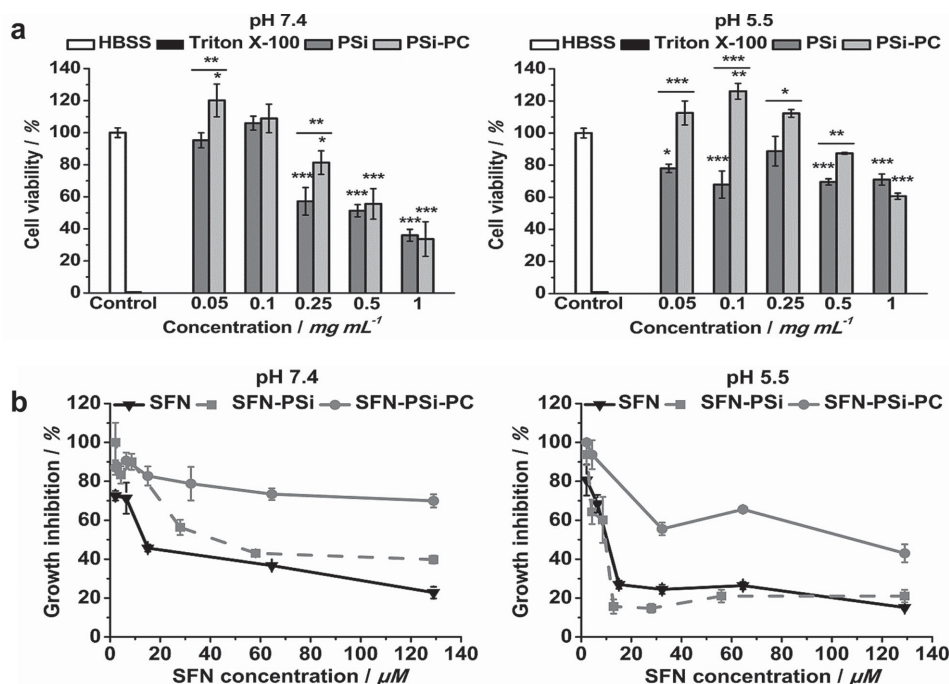 a
pH 7.4
HBSS Triton X-100 PSi PSi-PC
Cell viability / %
140
120
100
80
60
40
20
0
**
*
**
*
***
***
***
***
***
Control 0.05 0.1 0.25 0.5 1
Concentration / mg mL-1
pH 5.5
HBSS Triton X-100 PSi PSi-PC
Cell viability / %
140
120
100
80
60
40
20
0
***
*
***
**
***
*
**
***
***
***
Control 0.05 0.1 0.25 0.5 1
Concentration / mg mL-1
b
pH 7.4
SFN SFN-PSi SFN-PSi-PC
Growth inhibition / %
120
100
80
60
40
20
0
0 20 40 60 80 100 120 140
SFN concentration / µM
pH 5.5
SFN SFN-PSi SFN-PSi-PC
Growth inhibition / %
120
100
80
60
40
20
0
0 20 40 60 80 100 120 140
SFN concentration / µM